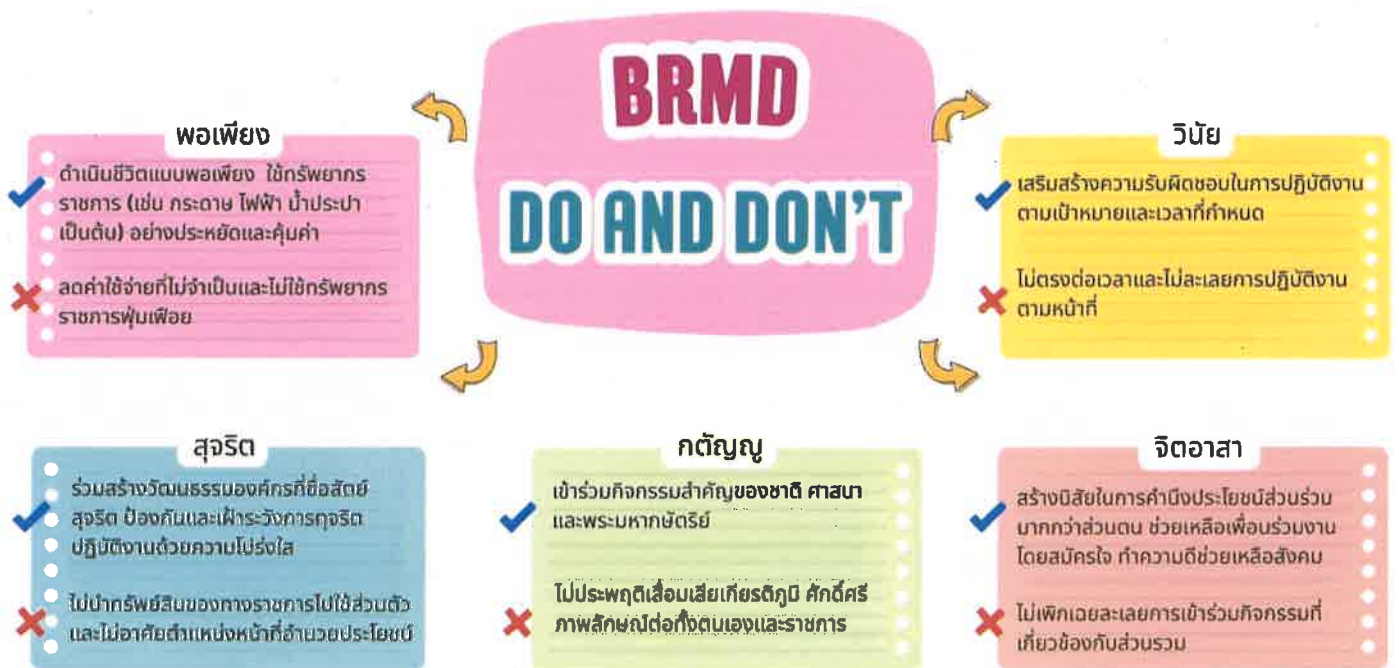 BRMD
DO AND DON'T
พอเพียง
ดำเนินชีวิตแบบพอเพียง ใช้ทรัพยากร
ราชการ (เช่น กระดาษ ไฟฟ้า น้ำประปา
เป็นต้น) อย่างประหยัดและคุ้มค่า
ลดค่าใช้จ่ายที่ไม่จำเป็นและไม่ใช้ทรัพยากร
ราชการฟุ่มเฟือย
วินัย
เสริมสร้างความรับผิดชอบในการปฏิบัติงาน
ตามเป้าหมายและเวลาที่กำหนด
ไม่ตรงต่อเวลาและไม่ละเลยการปฏิบัติงาน
ตามหน้าที่
สุจริต
ร่วมสร้างวัฒนธรรมองค์กรที่ซื่อสัตย์
สุจริต ป้องกันและเฝ้าระวังการทุจริต
ปฏิบัติงานด้วยความโปร่งใส
ไม่นำทรัพย์สินของทางราชการไปใช้ส่วนตัว
และไม่อาศัยตำแหน่งหน้าที่อำนวยประโยชน์
กตัญญู
เข้าร่วมกิจกรรมสำคัญของชาติ ศาสนา
และพระมหากษัตริย์
ไม่ประพฤติเสื่อมเสียเกียรติภูมิ ศักดิ์ศรี
ภาพลักษณ์ต่อทั้งตนเองและราชการ
จิตอาสา
สร้างนิสัยในการคำนึงประโยชน์ส่วนร่วม
มากกว่าส่วนตน ช่วยเหลือเพื่อนร่วมงาน
โดยสมัครใจ ทำความดีช่วยเหลือสังคม
ไม่เพิกเฉยละเลยการเข้าร่วมกิจกรรมที่
เกี่ยวข้องกับส่วนรวม